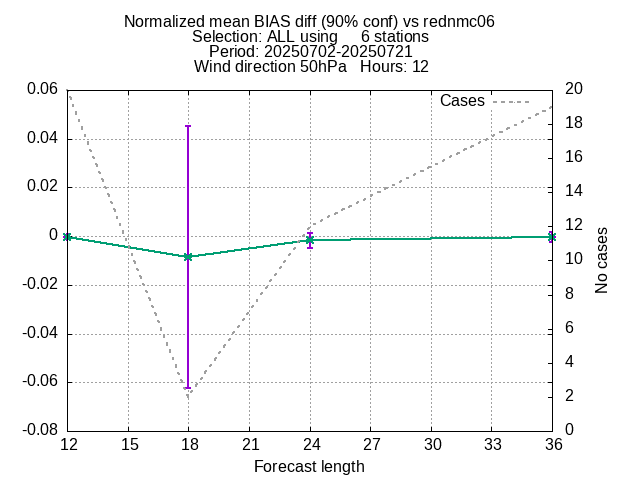 Normalized mean BIAS diff (90% conf) vs rednmc06
Selection: ALL using 6 stations
Period: 20250702-20250721
Wind direction 50hPa Hours: 12
Cases
0.06
0.04
0.02
0
-0.02
-0.04
-0.06
-0.08
20
18
16
14
12
10
8
6
4
2
0
No cases
12 15 18 21 24 27 30 33 36
Forecast length